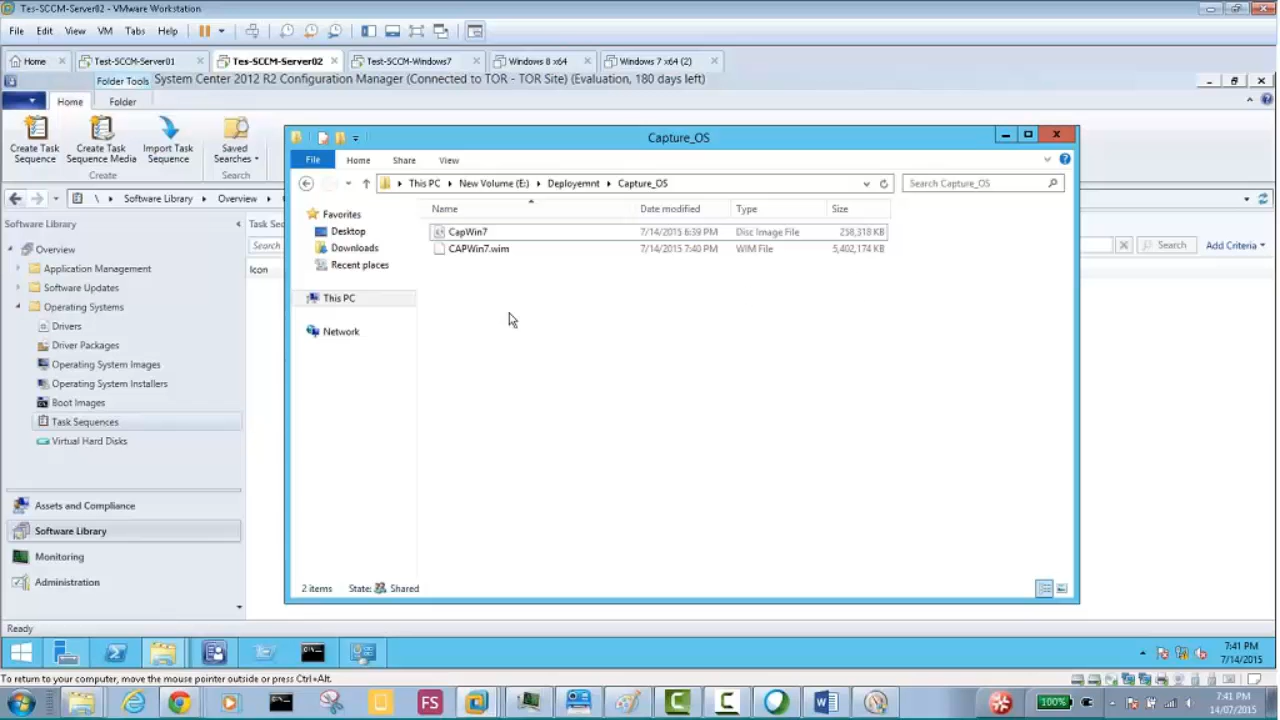 Tes-SCCM-Server02 - VMware Workstation
File Edit View VM Tabs Help
Home Test-SCCM-Server01 Tes-SCCM-Server02 Test-SCCM-Windows7 Windows 8 x64 Windows 7 x64 (2)
Folder Tools System Center 2012 R2 Configuration Manager (Connected to TOR - TOR Site) (Evaluation, 180 days left)
Home Folder
Create Task Sequence
Create Task Sequence Media
Import Task Sequence
Saved Searches
Create Search
\ Software Library Overview
Software Library
Overview
Application Management
Software Updates
Operating Systems
Drivers
Driver Packages
Operating System Images
Operating System Installers
Boot Images
Task Sequences
Virtual Hard Disks
Assets and Compliance
Software Library
Monitoring
Administration
Task Se
Search
Icon
Search Add Criteria
Capture_OS
File Home Share View
This PC New Volume (E:) Deployemnt Capture_OS
Search Capture_OS
Favorites
Desktop
Downloads
Recent places
This PC
Network
Name Date modified Type Size
CapWin7 7/14/2015 6:39 PM Disc Image File 258,318 KB
CAPWin7.wim 7/14/2015 7:40 PM WIM File 5,402,174 KB
2 items State: Shared
Ready
7:41 PM
7/14/2015
To return to your computer, move the mouse pointer outside or press Ctrl+Alt.
FS
100%
7:41 PM
14/07/2015